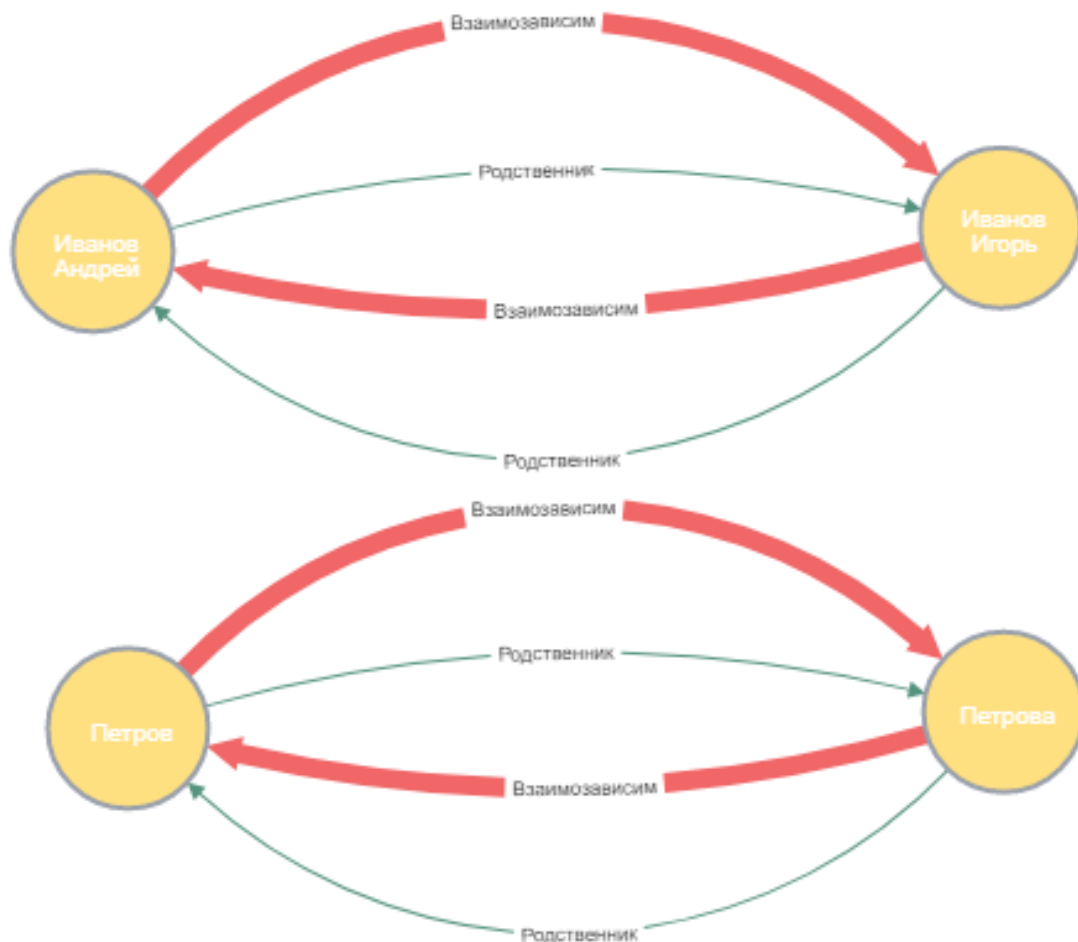 Взаимозависим
Родственник
Иванов
Андрей
Иванов
Игорь
Взаимозависим
Родственник
Взаимозависим
Родственник
Петров
Петрова
Взаимозависим
Родственник